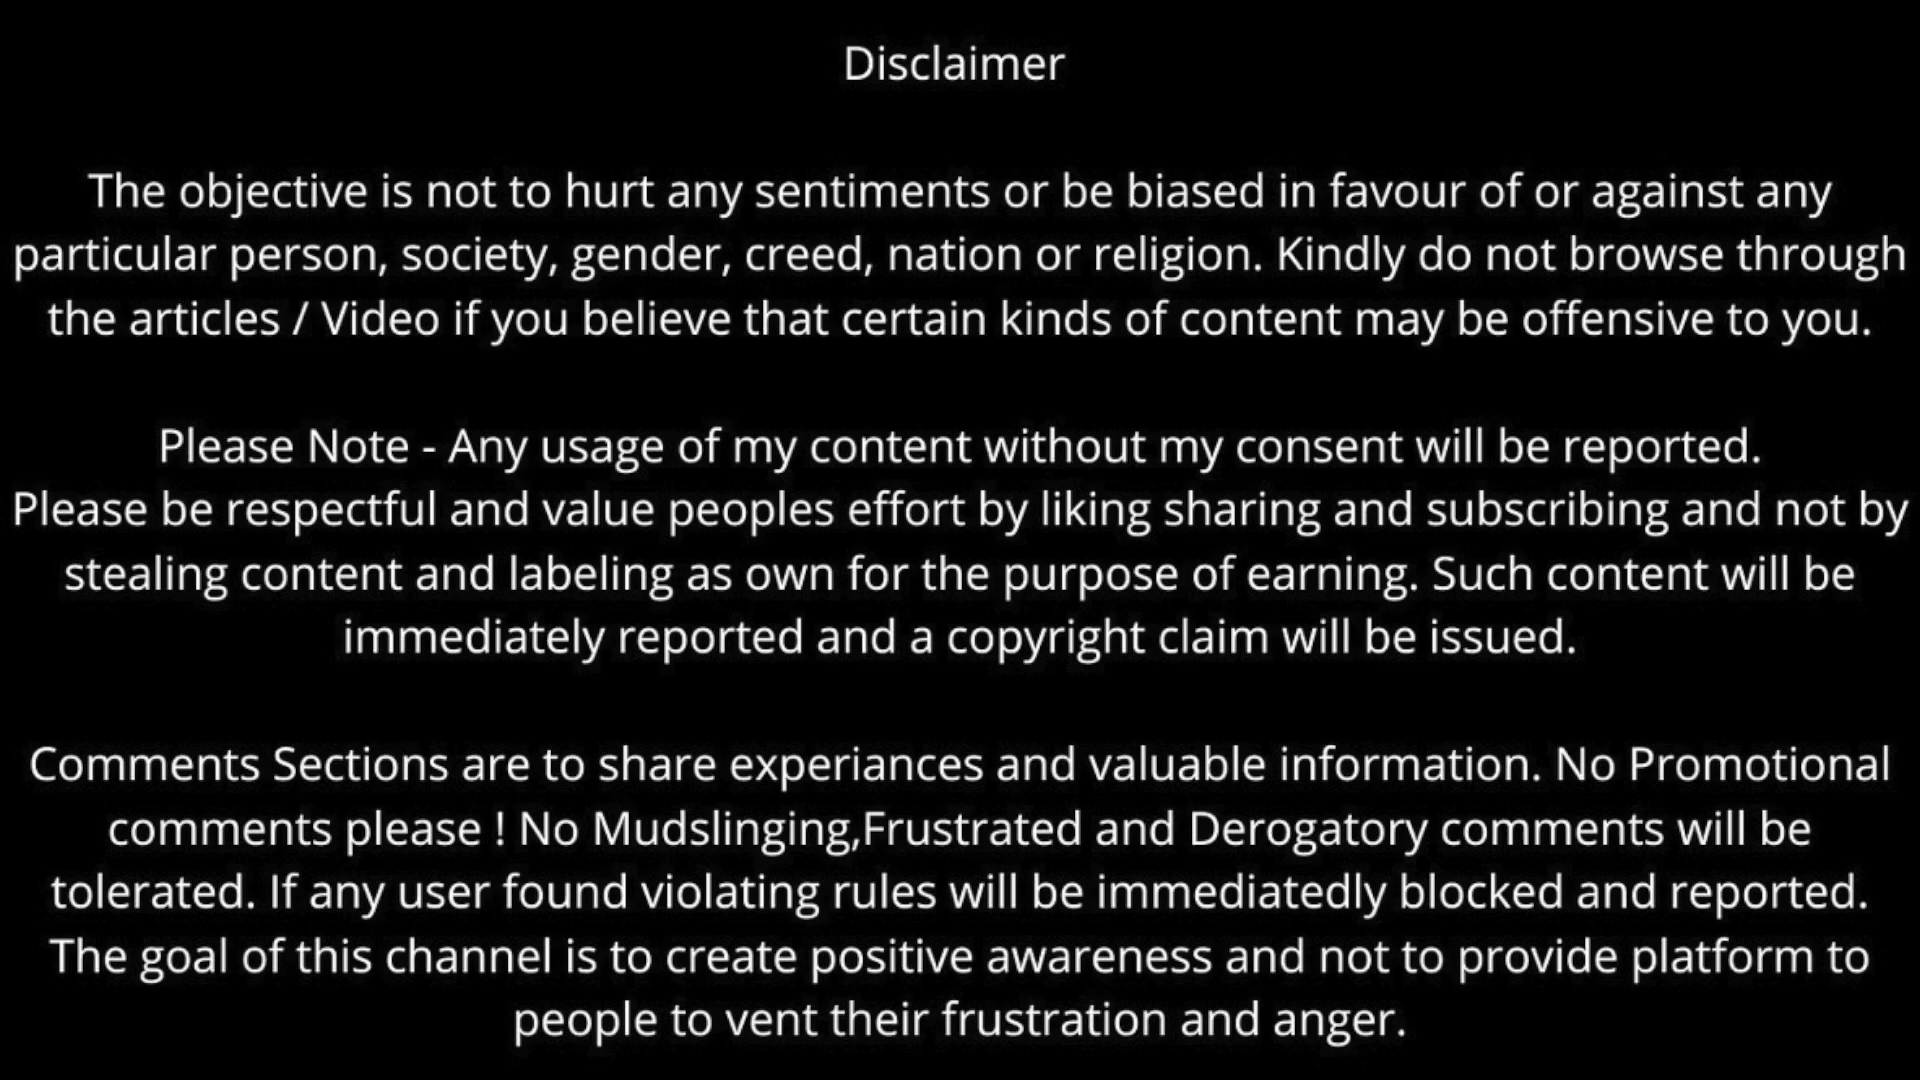 Disclaimer
The objective is not to hurt any sentiments or be biased in favour of or against any
particular person, society, gender, creed, nation or religion. Kindly do not browse through
the articles / Video if you believe that certain kinds of content may be offensive to you.
Please Note - Any usage of my content without my consent will be reported.
Please be respectful and value peoples effort by liking sharing and subscribing and not by
stealing content and labeling as own for the purpose of earning. Such content will be
immediately reported and a copyright claim will be issued.
Comments Sections are to share experiances and valuable information. No Promotional
comments please ! No Mudslinging,Frustrated and Derogatory comments will be
tolerated. If any user found violating rules will be immediatedly blocked and reported.
The goal of this channel is to create positive awareness and not to provide platform to
people to vent their frustration and anger.